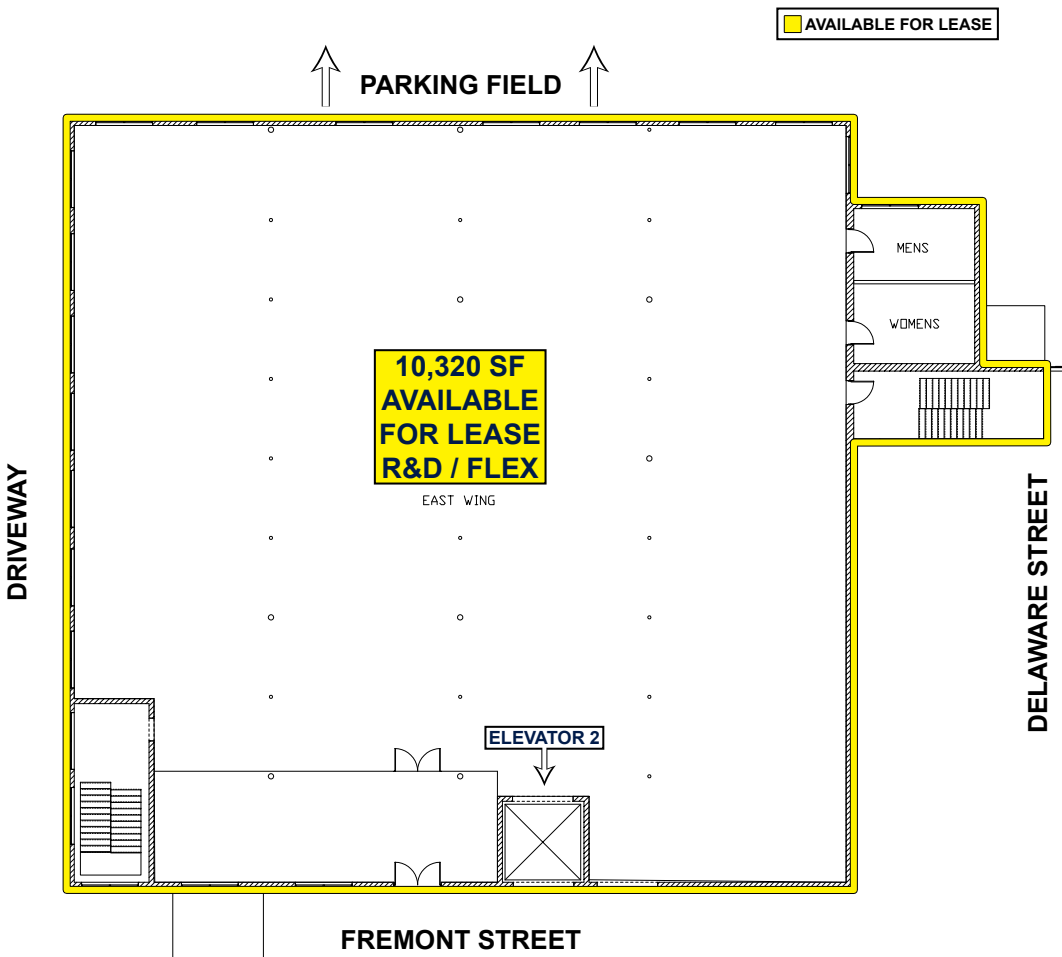 AVAILABLE FOR LEASE
PARKING FIELD
MENS
WOMENS
10,320 SF
AVAILABLE
FOR LEASE
R&D / FLEX
EAST WING
DRIVEWAY
DELAWARE STREET
ELEVATOR 2
FREMONT STREET